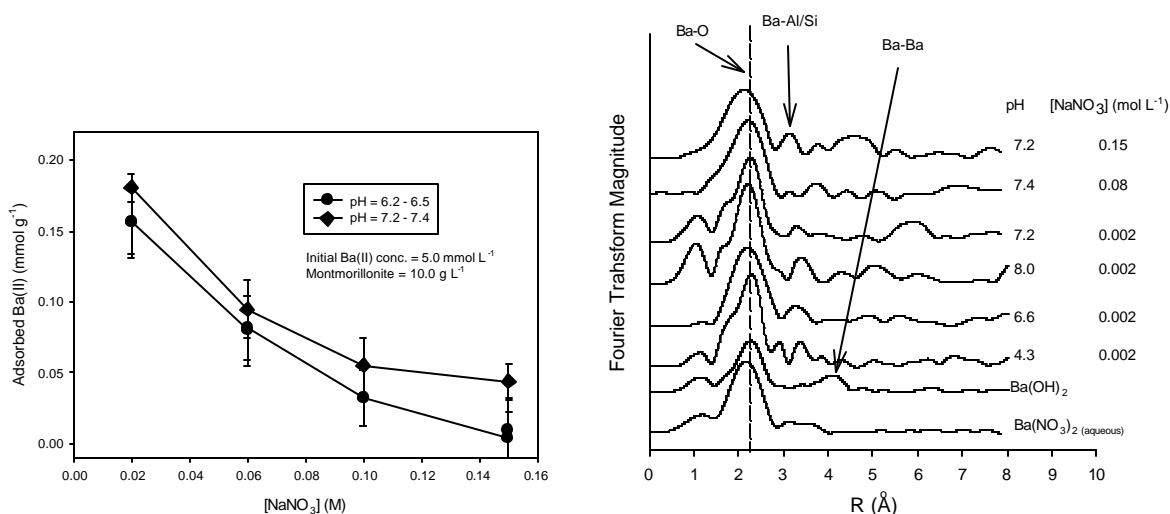 Adsorbed Ba(II) (mmol g⁻¹)
0.20
0.15
0.10
0.05
0.00
pH = 6.2 - 6.5
pH = 7.2 - 7.4
Initial Ba(II) conc. = 5.0 mmol L⁻¹
Montmorillonite = 10.0 g L⁻¹
0.00 0.02 0.04 0.06 0.08 0.10 0.12 0.14 0.16
[NaNO₃] (M)
Fourier Trahsform Magnitude
Ba-O
Ba-Al/Si
Ba-Ba
pH [NaNO₃] (mol L⁻¹)
7.2 0.15
7.4 0.08
7.2 0.002
8.0 0.002
6.6 0.002
4.3 0.002
Ba(OH)₂
Ba(NO₃)₂ (aqueous)
0 1 2 3 4 5 6 7 8 9 10
R (Å)